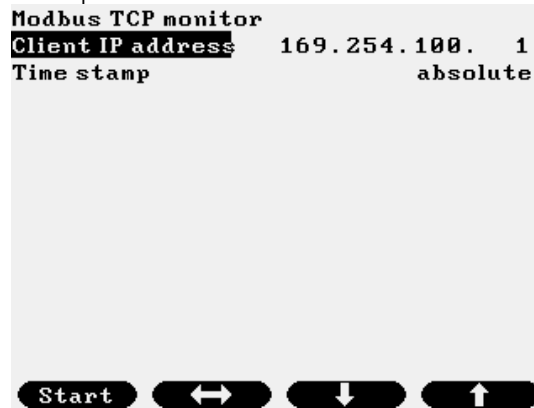 Modbus TCP monitor
Client IP address 169.254.100. 1
Time stamp absolute
Start